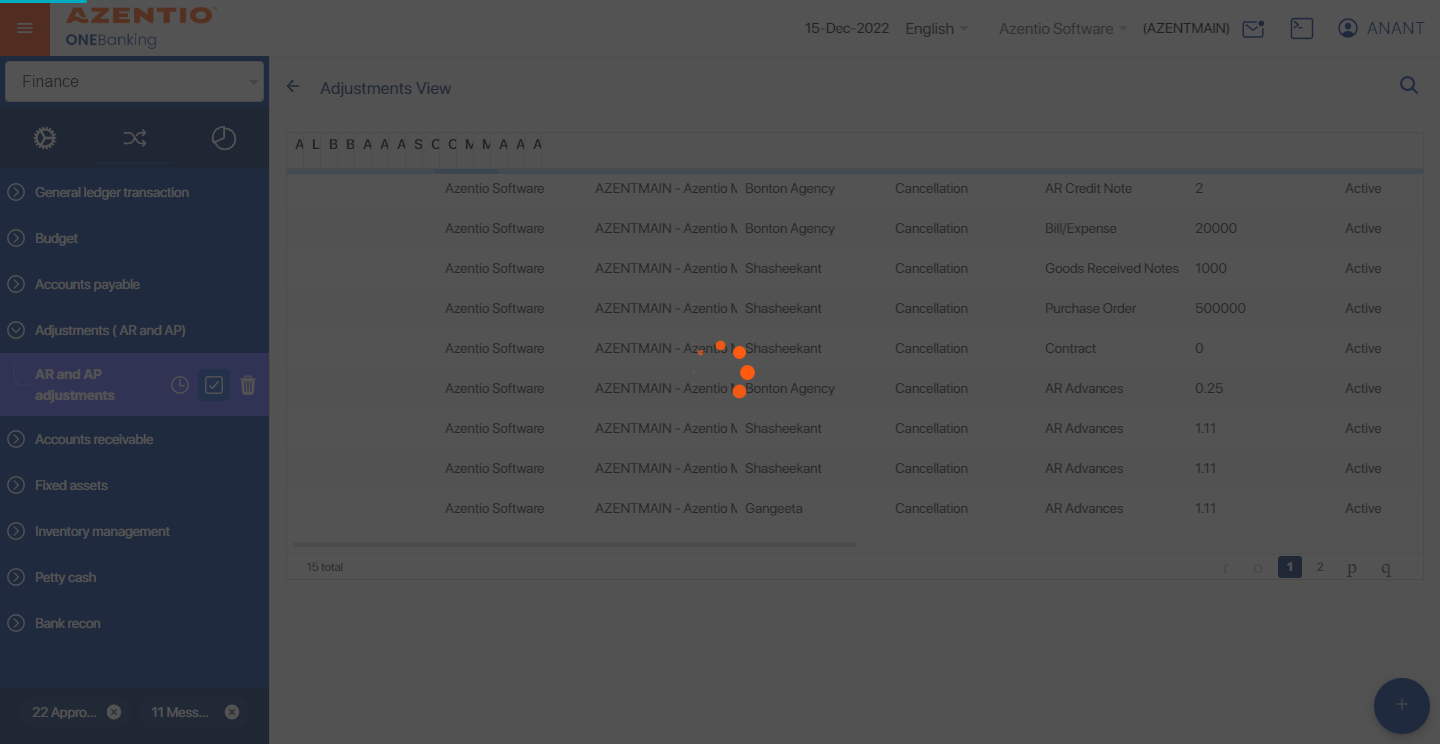 AZENTIO
ONEBanking
15-Dec-2022 English Azentio Software (AZENTMAIN) ANANT
Finance
Adjustments View
General ledger transaction
Budget
Accounts payable
Adjustments ( AR and AP)
AR and AP
adjustments
Accounts receivable
Fixed assets
Inventory management
Petty cash
Bank recon
22 Appro... 11 Mess...
A L B B A A A S C C M M A A A
Azentio Software AZENTMAIN - Azentio M Bonton Agency Cancellation AR Credit Note 2 Active
Azentio Software AZENTMAIN - Azentio M Bonton Agency Cancellation Bill/Expense 20000 Active
Azentio Software AZENTMAIN - Azentio M Shasheekant Cancellation Goods Received Notes 1000 Active
Azentio Software AZENTMAIN - Azentio M Shasheekant Cancellation Purchase Order 500000 Active
Azentio Software AZENTMAIN - Azentio M Shasheekant Cancellation Contract 0 Active
Azentio Software AZENTMAIN - Azentio M Bonton Agency Cancellation AR Advances 0.25 Active
Azentio Software AZENTMAIN - Azentio M Shasheekant Cancellation AR Advances 1.11 Active
Azentio Software AZENTMAIN - Azentio M Shasheekant Cancellation AR Advances 1.11 Active
Azentio Software AZENTMAIN - Azentio M Gangeeta Cancellation AR Advances 1.11 Active
15 total r o 1 2 p q